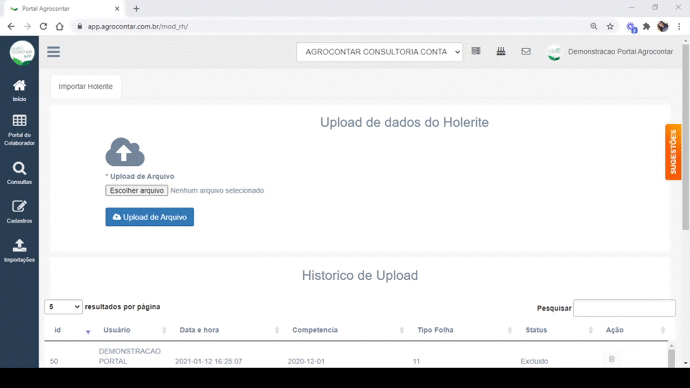 Portal Agrocontar
app.agrocontar.com.br/mod_rh/
AGROCONTAR CONSULTORIA CONTA
Demonstracao Portal Agrocontar
Início
Portal do
Colaborador
Consultas
Cadastros
Importações
Importar Holerite
Upload de dados do Holerite
* Upload de Arquivo
Escolher arquivo Nenhum arquivo selecionado
Upload de Arquivo
SUGESTÕES
Historico de Upload
5 resultados por página
Pesquisar
id Usuário Data e hora Competencia Tipo Folha Status Ação
50 DEMONSTRACAO
PORTAL 2021-01-12 16:25:07 2020-12-01 11 Excluido